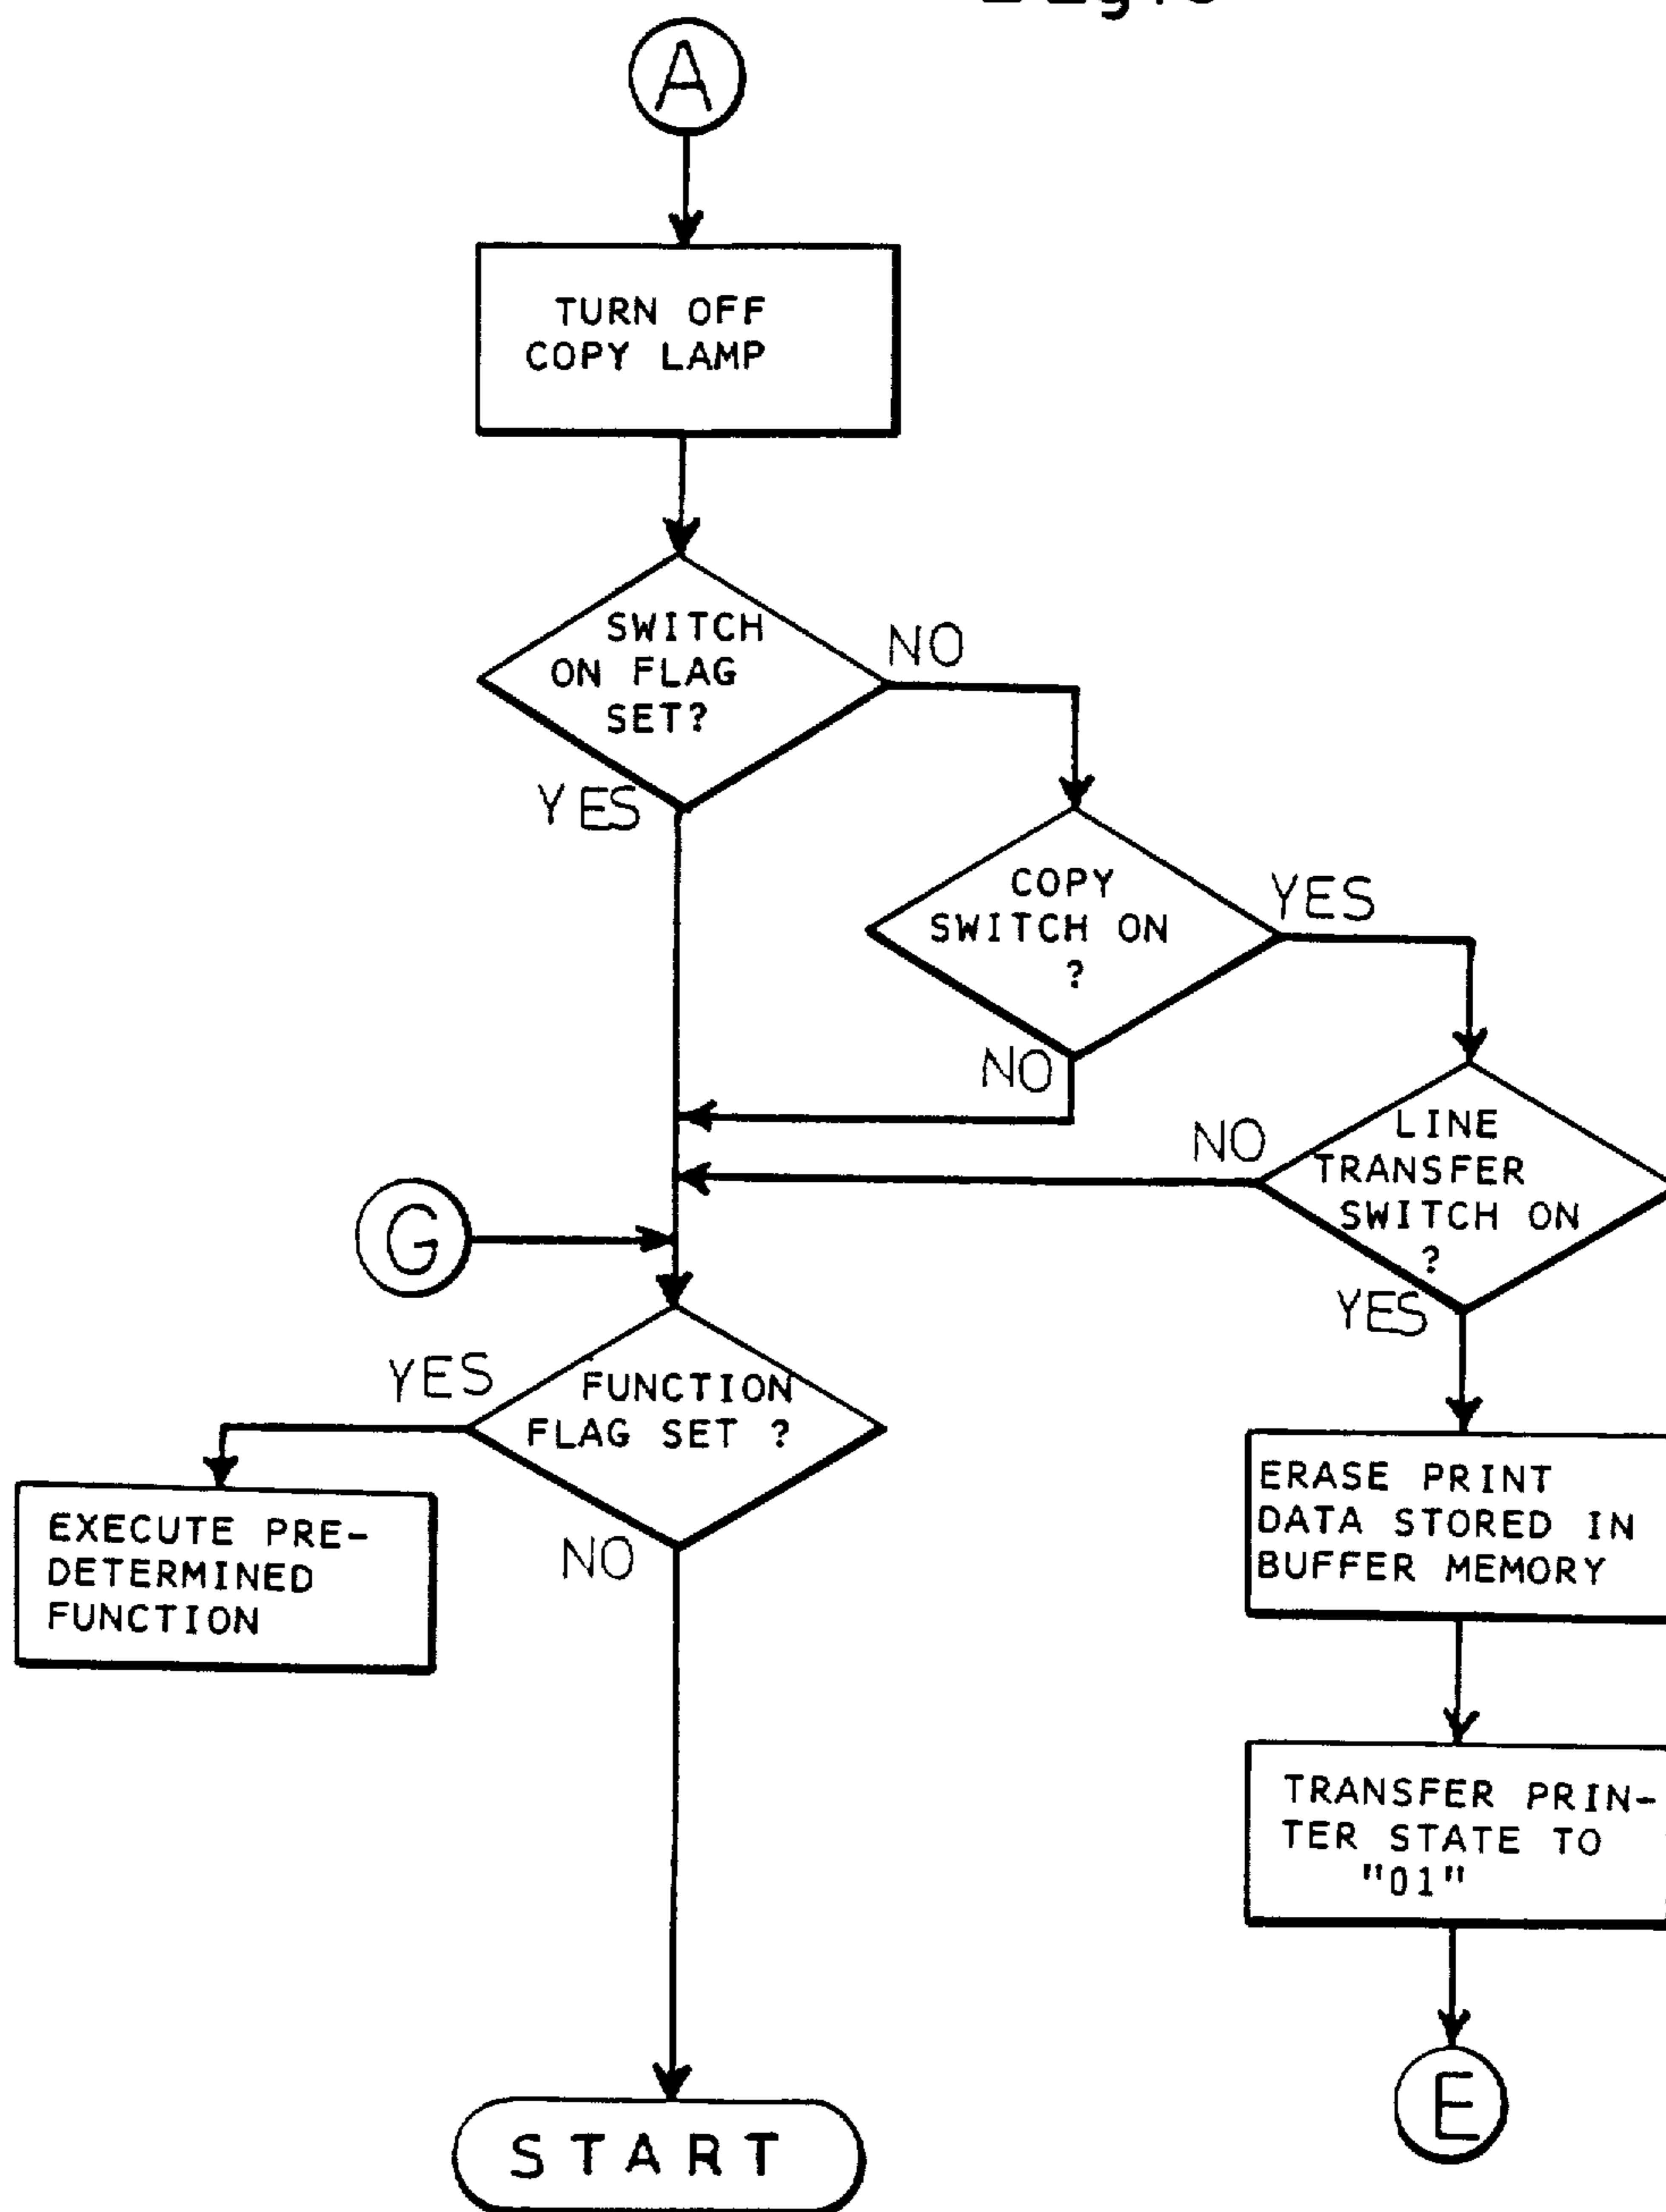 A
TURN OFF
COPY LAMP
SWITCH
ON FLAG
SET?
NO
YES
COPY
SWITCH ON
?
YES
NO
LINE
TRANSFER
SWITCH ON
?
NO
YES
G
FUNCTION
FLAG SET ?
YES
NO
EXECUTE PRE-
DETERMINED
FUNCTION
ERASE PRINT
DATA STORED IN
BUFFER MEMORY
TRANSFER PRIN-
TER STATE TO
"01"
E
START